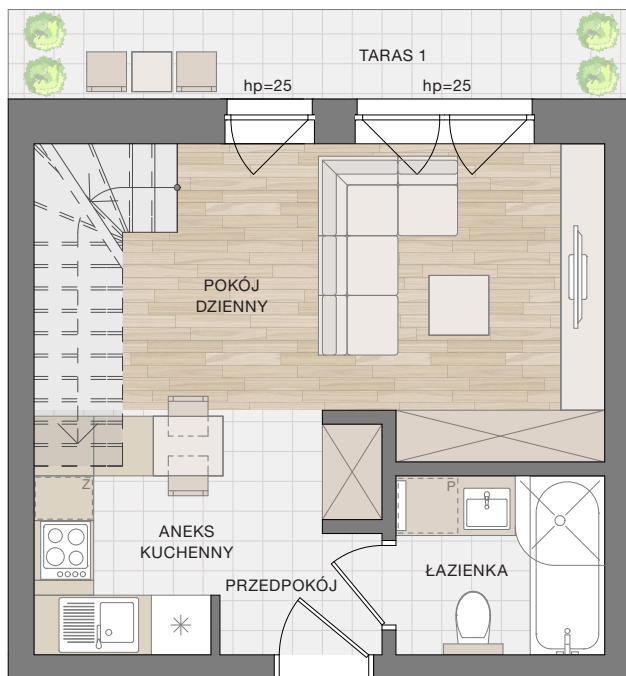 TARAS 1
hp=25
hp=25
POKÓJ
DZIENNY
Z
P
ANEKS
KUCHENNY
PRZEDPOKÓJ
ŁAZIENKA